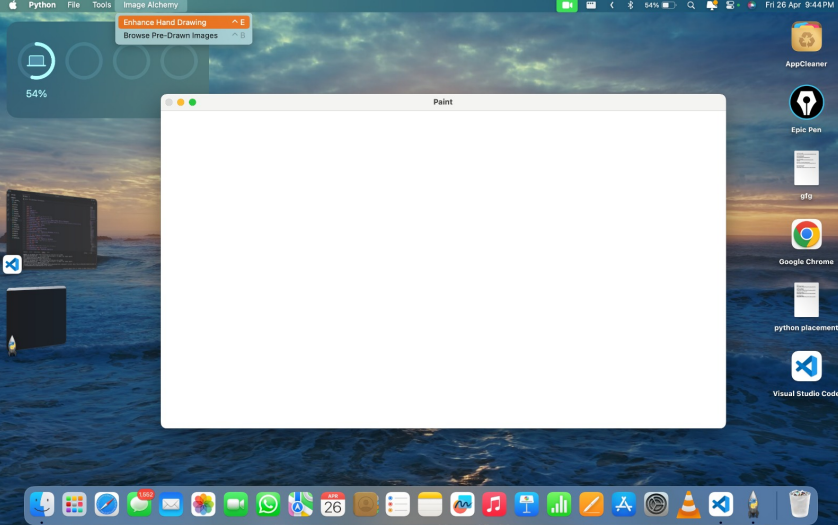 Python File Tools Image Alchemy 54% Fri 26 Apr 9:44 PM
Enhance Hand Drawing ^ E
Browse Pre-Drawn Images ^ B
54%
Paint
AppCleaner
Epic Pen
gfg
Google Chrome
python placement
Visual Studio Code
1,552
APR
26